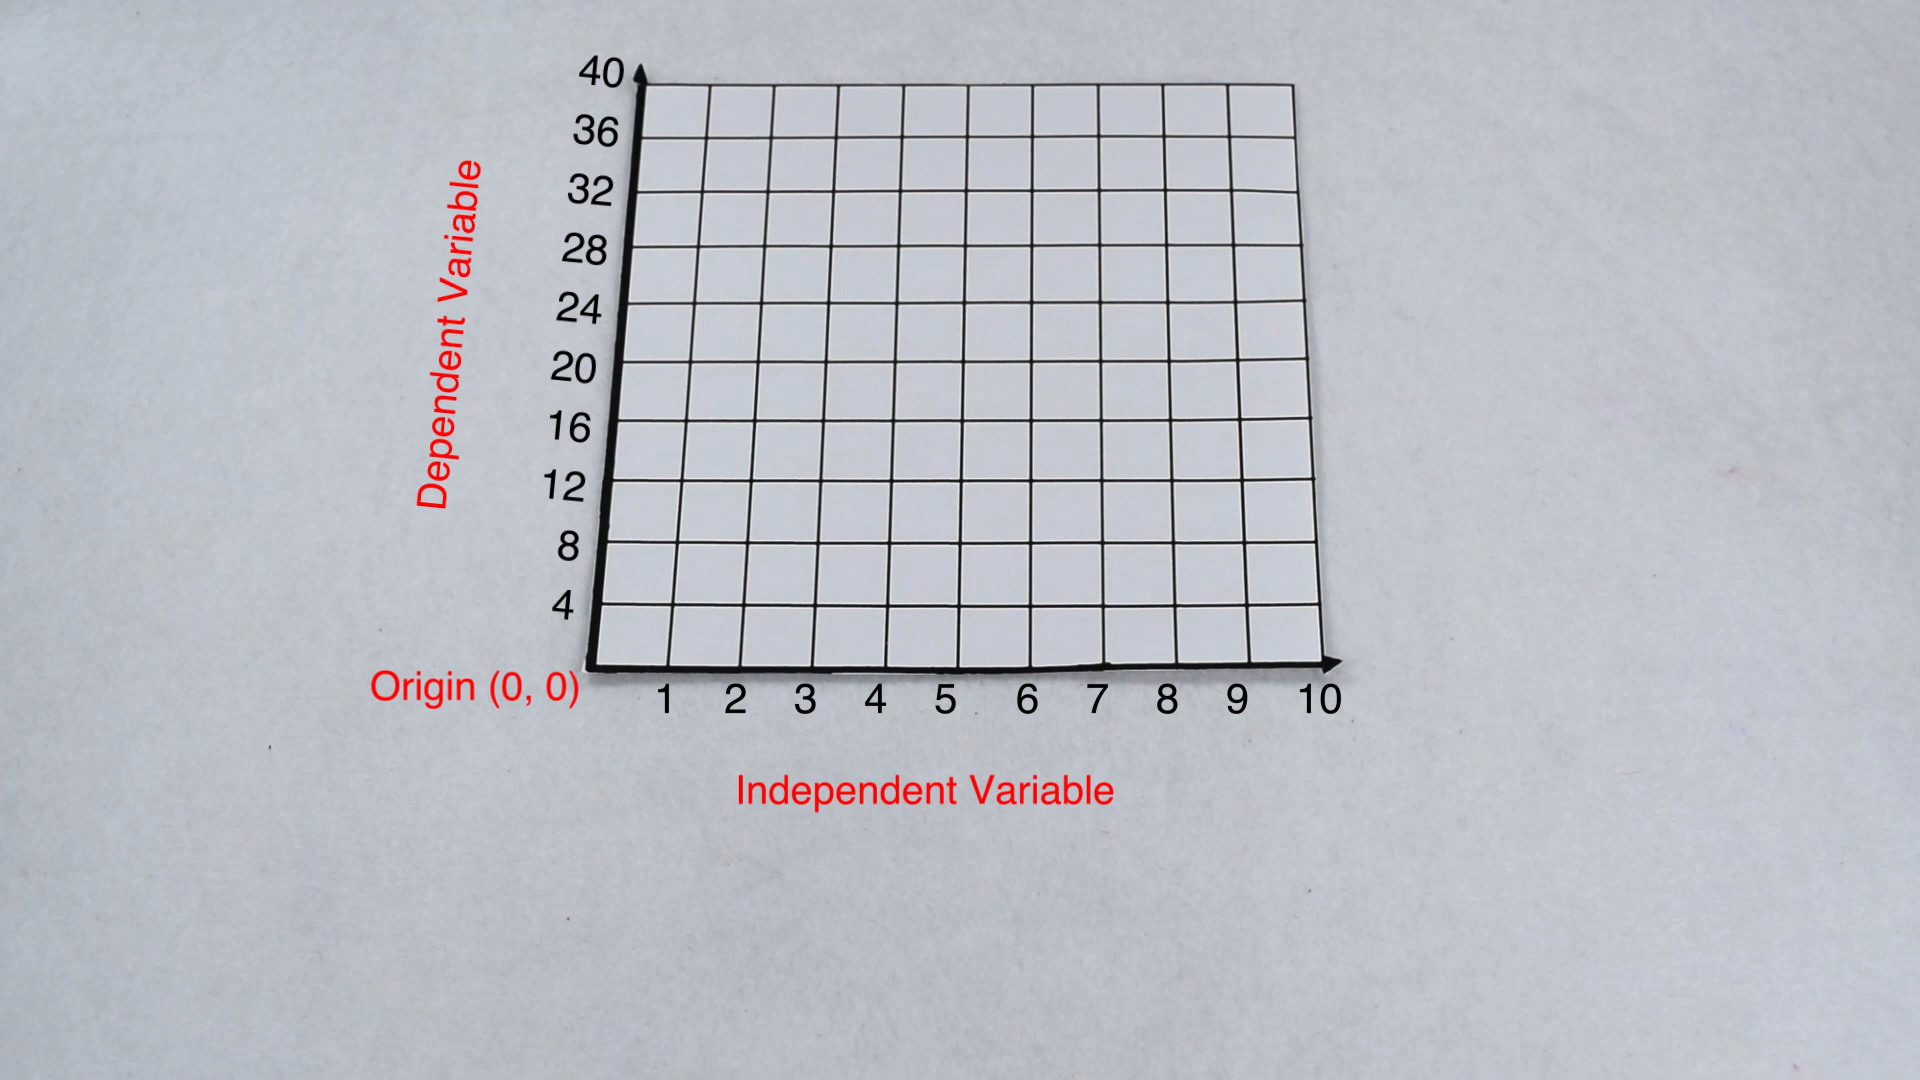 40
36
32
28
24
20
16
12
8
4
Dependent Variable
Origin (0, 0)
1 2 3 4 5 6 7 8 9 10
Independent Variable